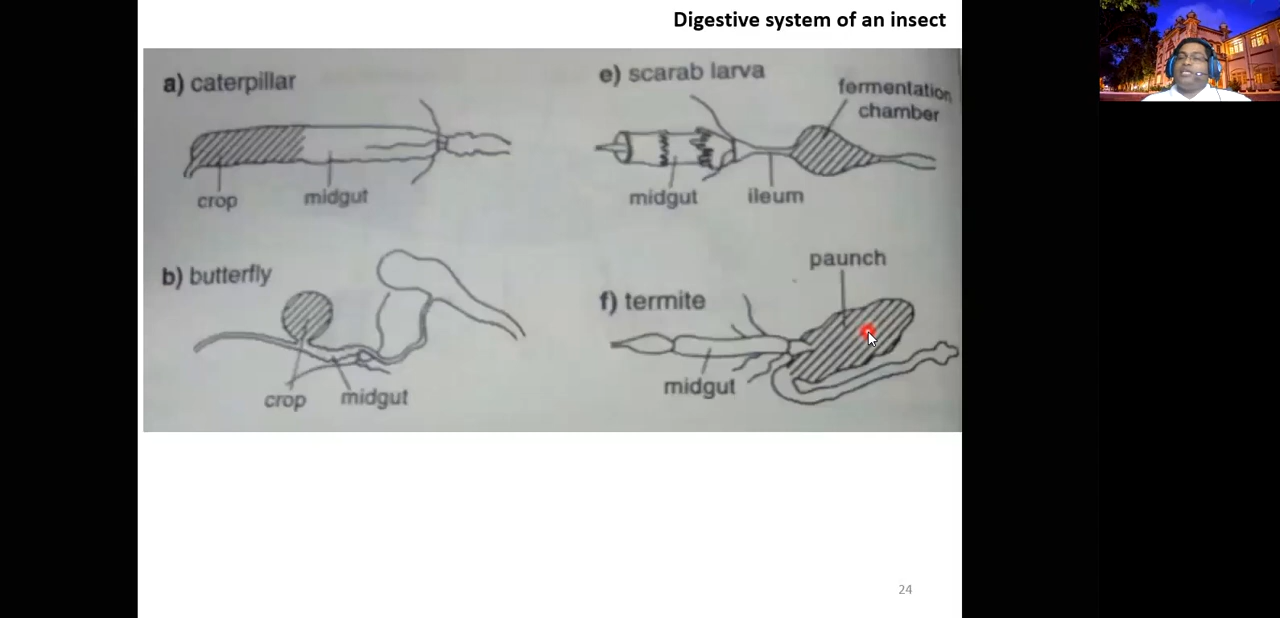 Digestive system of an insect
a) caterpillar
crop
midgut
b) butterfly
crop
midgut
e) scarab larva
fermentation
chamber
midgut
ileum
f) termite
paunch
midgut
24